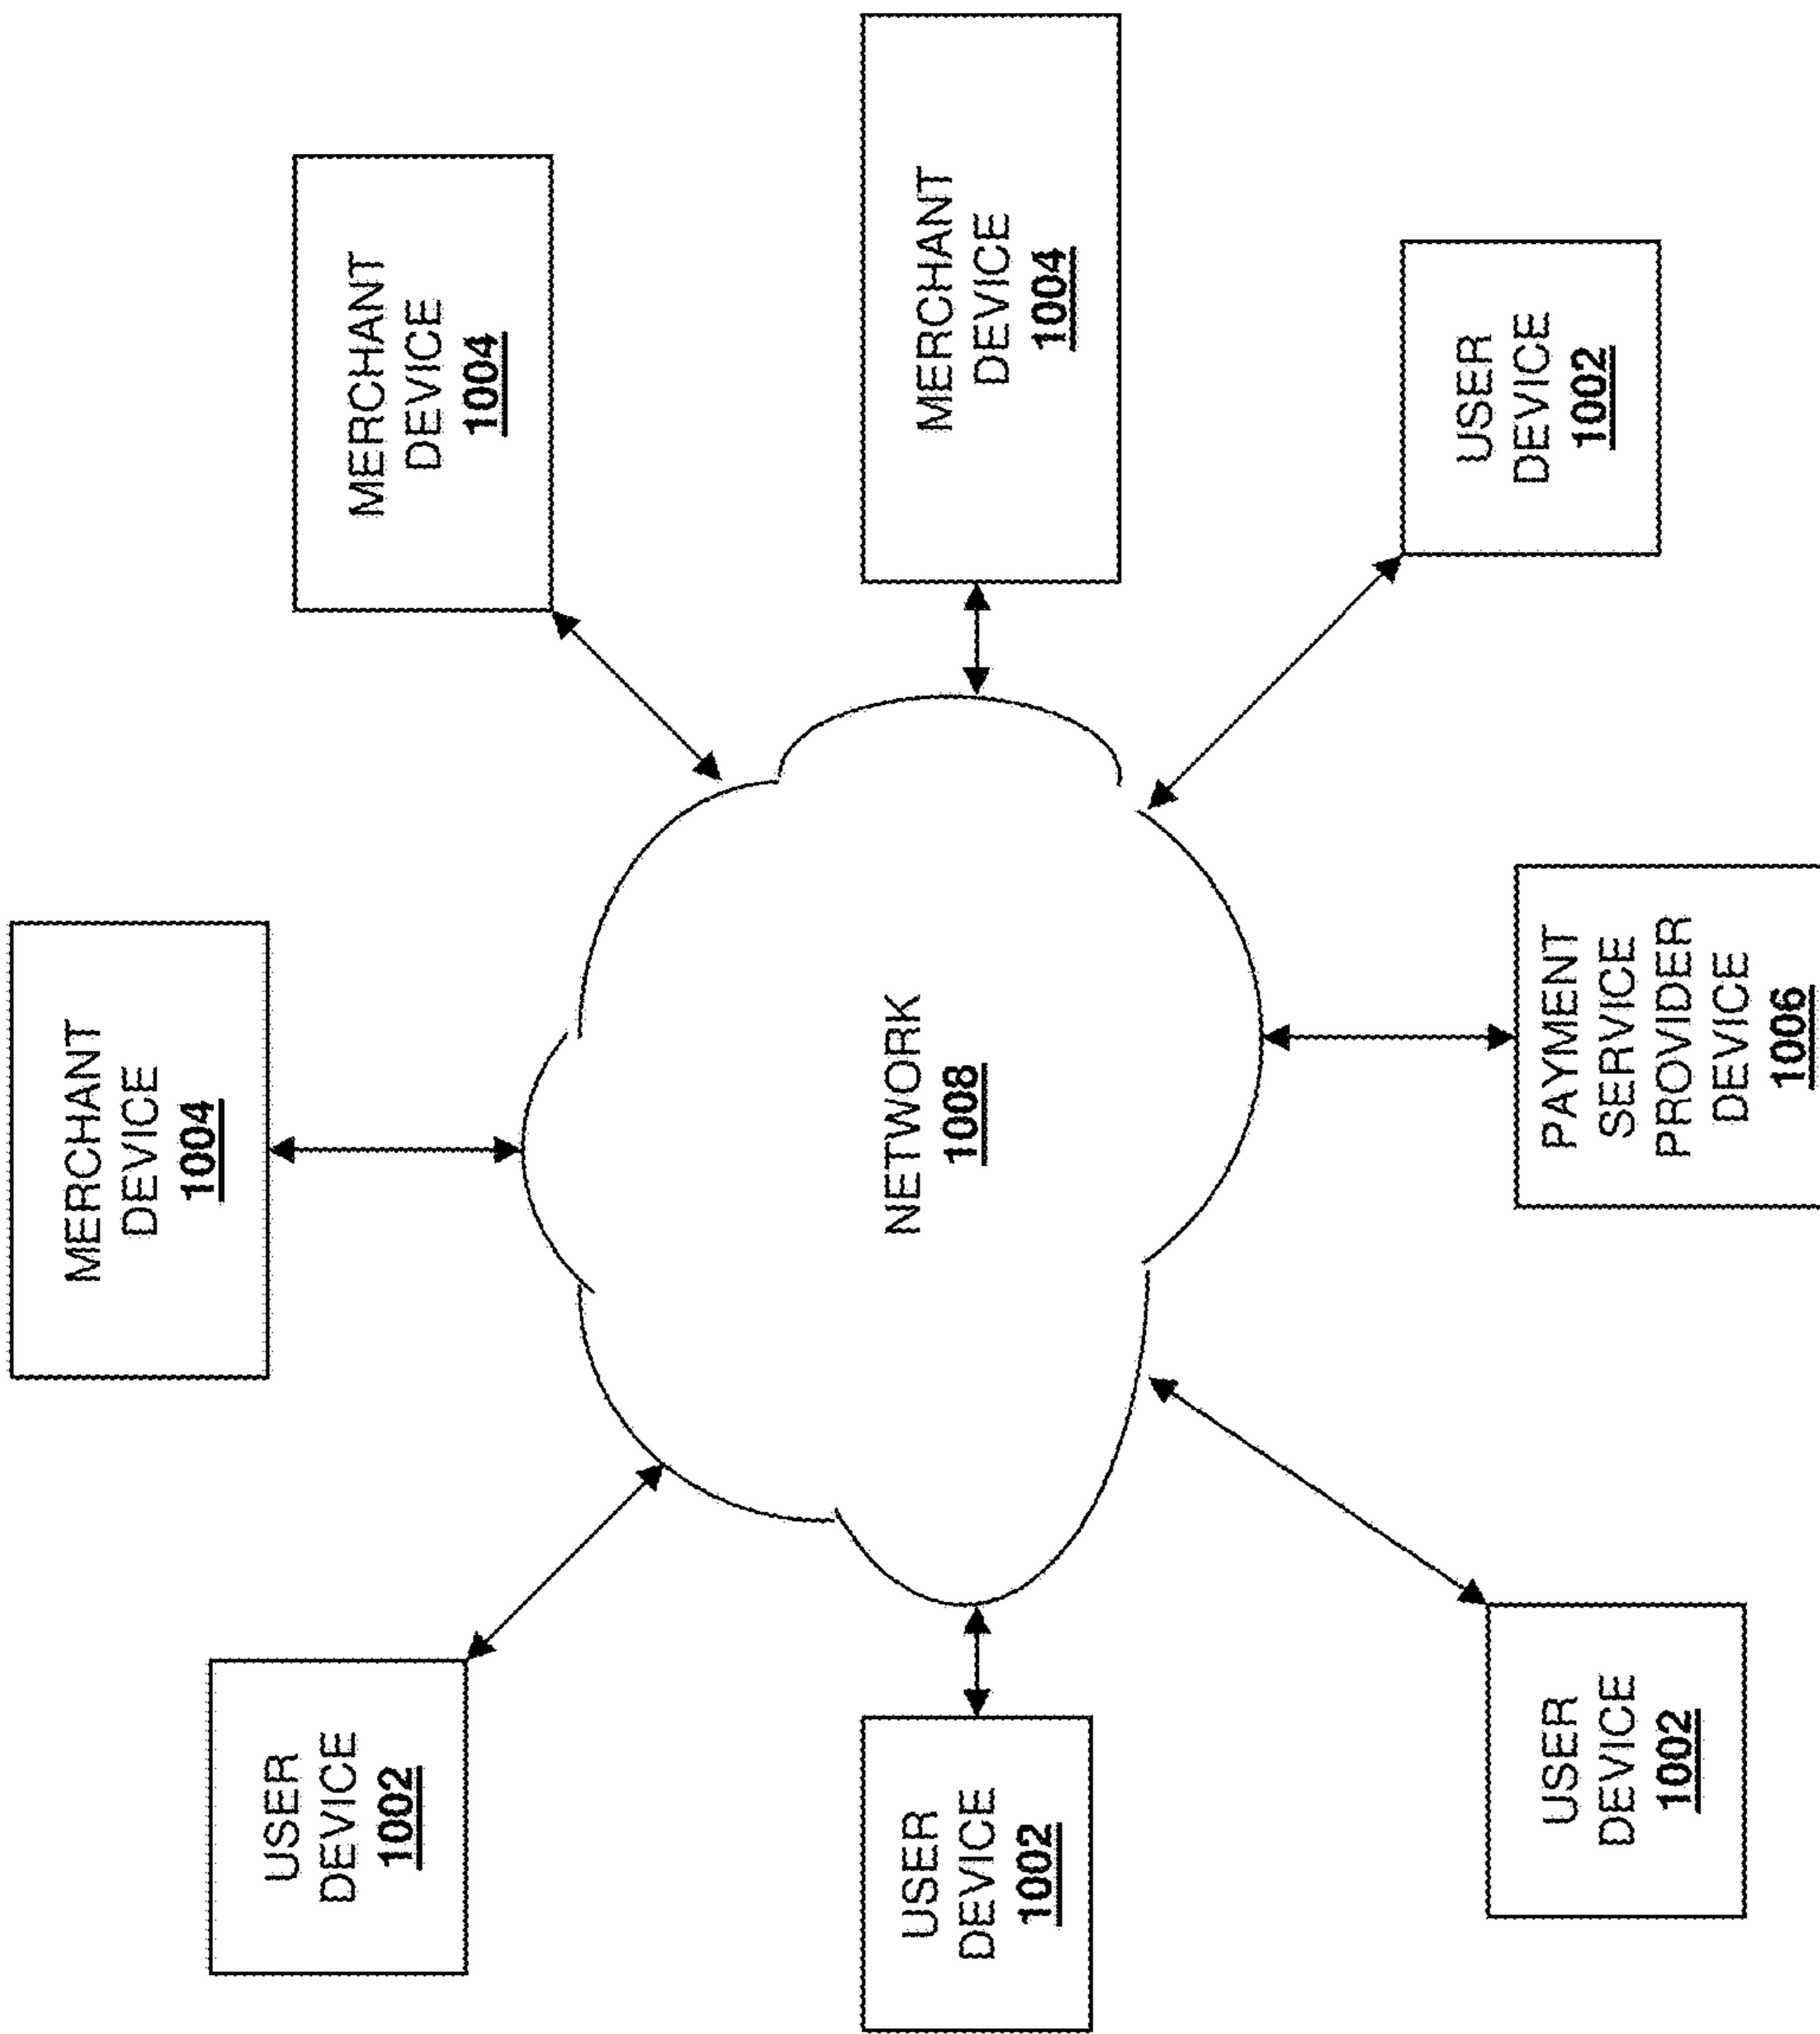 USER
DEVICE
1002
MERCHANT
DEVICE
1004
MERCHANT
DEVICE
1004
USER
DEVICE
1002
NETWORK
1008
MERCHANT
DEVICE
1004
USER
DEVICE
1002
PAYMENT
SERVICE
PROVIDER
DEVICE
1006
USER
DEVICE
1002